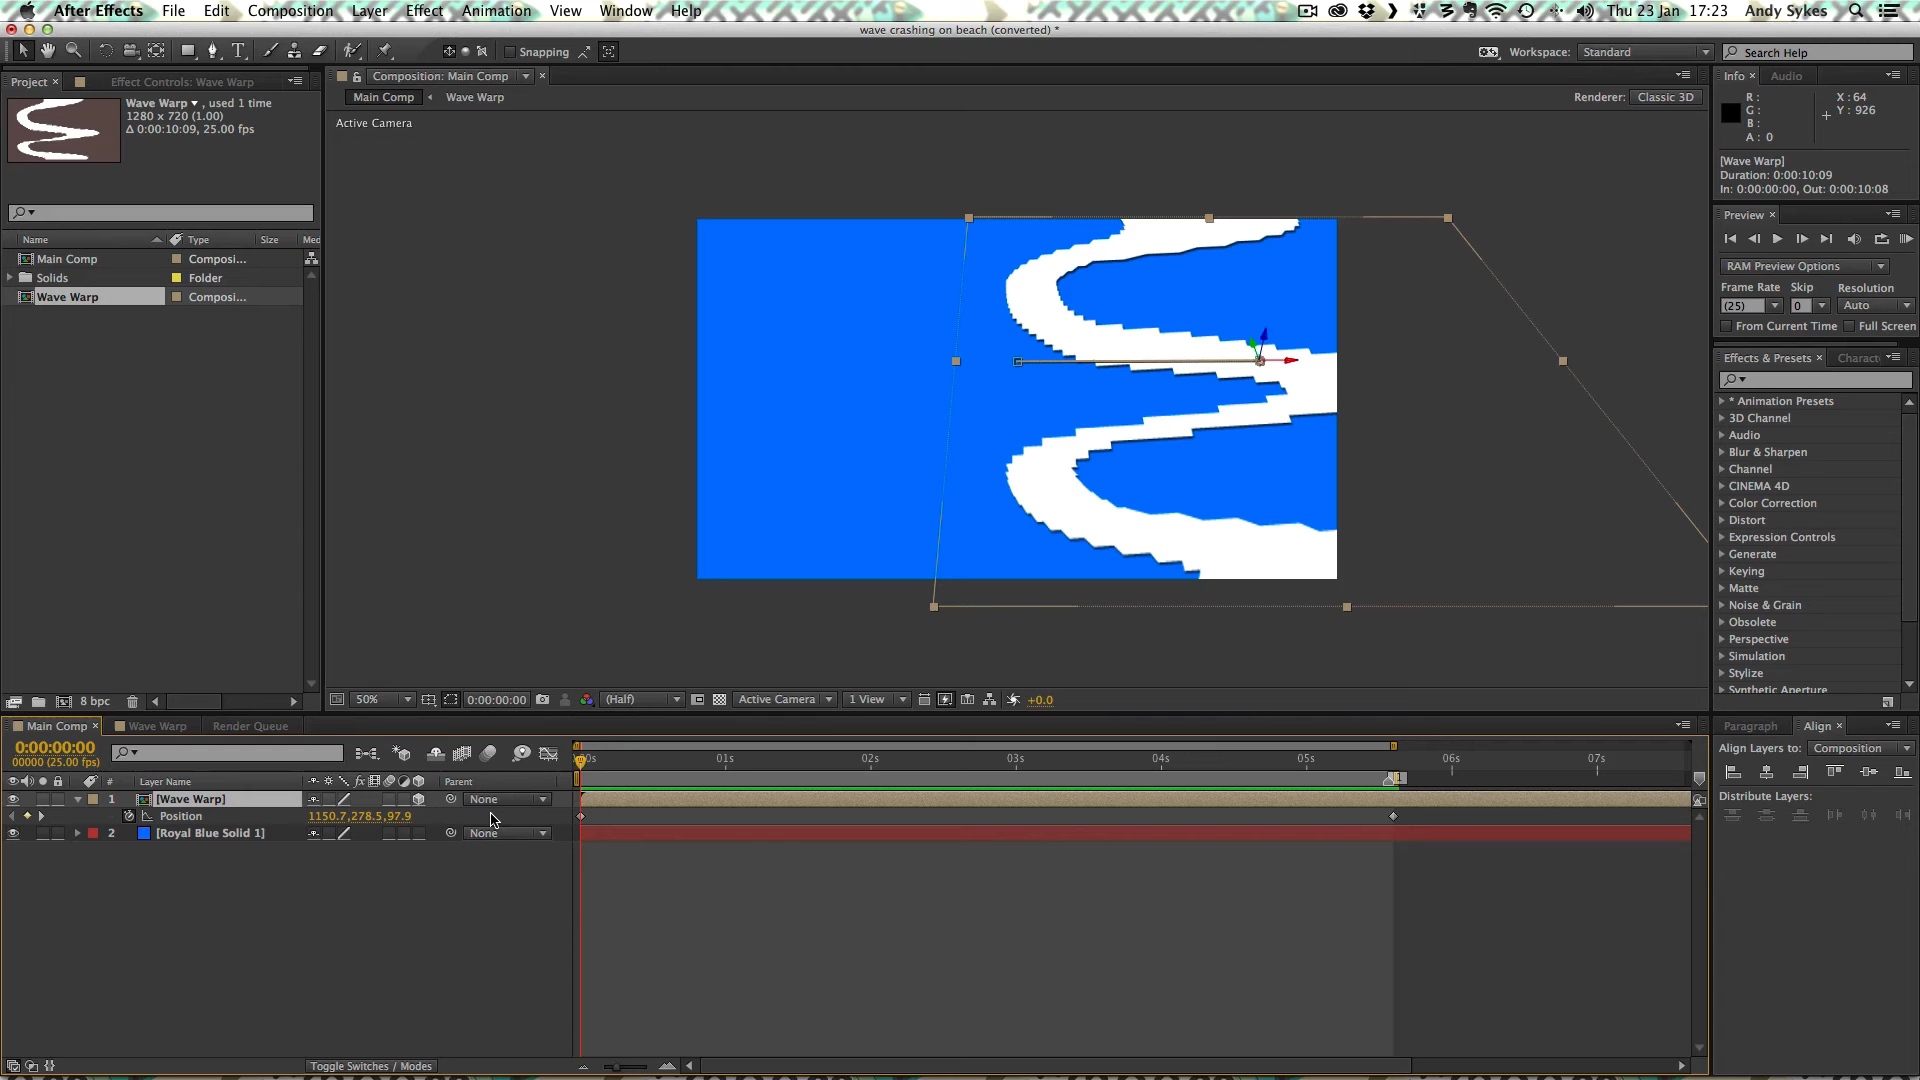 After Effects File Edit Composition Layer Effect Animation View Window Help Thu 23 Jan 17:23 Andy Sykes
wave crashing on beach (converted) *
Snapping Workspace: Standard Search Help
Project × Effect Controls: Wave Warp
Wave Warp ▾ , used 1 time
1280 x 720 (1.00)
Δ 0:00:10:09, 25.00 fps
Name Type Size Med
Main Comp Composi...
Solids Folder
Wave Warp Composi...
8 bpc
Composition: Main Comp ×
Main Comp Wave Warp Renderer: Classic 3D
Active Camera
50% 0:00:00:00 (Half) Active Camera 1 View +0.0
Info × Audio
R : X : 64
G : Y : 926
B :
A : 0
[Wave Warp]
Duration: 0:00:10:09
In: 0:00:00:00, Out: 0:00:10:08
Preview ×
RAM Preview Options
Frame Rate Skip Resolution
(25) 0 Auto
From Current Time Full Screen
Effects & Presets × Charact
* Animation Presets
3D Channel
Audio
Blur & Sharpen
Channel
CINEMA 4D
Color Correction
Distort
Expression Controls
Generate
Keying
Matte
Noise & Grain
Obsolete
Perspective
Simulation
Stylize
Synthetic Aperture
Main Comp × Wave Warp Render Queue
0:00:00:00
00000 (25.00 fps)
00s 01s 02s 03s 04s 05s 06s 07s
# Layer Name fx Parent 1
1 [Wave Warp] None
Position 1150.7,278.5,97.9
2 [Royal Blue Solid 1] None
Toggle Switches / Modes
Paragraph Align ×
Align Layers to: Composition
Distribute Layers: